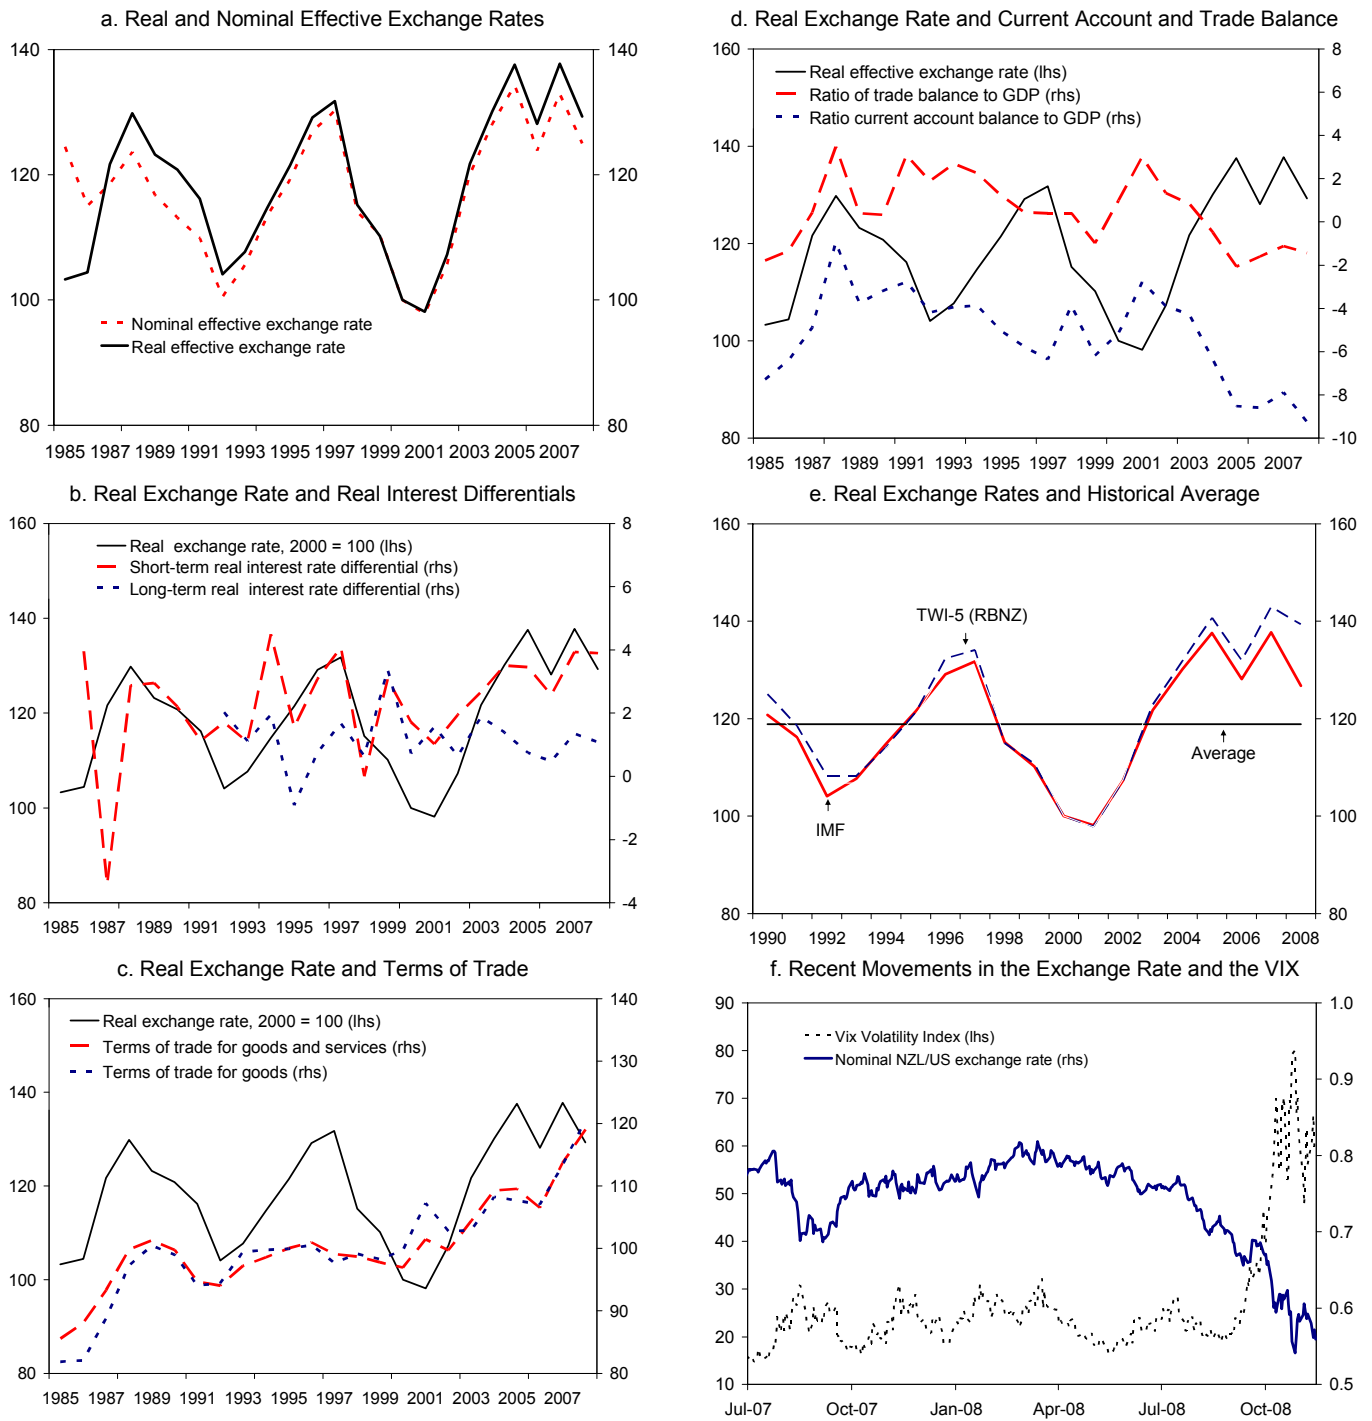 a. Real and Nominal Effective Exchange Rates
140
120
100
80
140
120
100
80
Nominal effective exchange rate
Real effective exchange rate
1985 1987 1989 1991 1993 1995 1997 1999 2001 2003 2005 2007
b. Real Exchange Rate and Real Interest Differentials
160
140
120
100
80
8
6
4
2
0
-2
-4
Real exchange rate, 2000 = 100 (lhs)
Short-term real interest rate differential (rhs)
Long-term real interest rate differential (rhs)
1985 1987 1989 1991 1993 1995 1997 1999 2001 2003 2005 2007
c. Real Exchange Rate and Terms of Trade
160
140
120
100
80
140
130
120
110
100
90
80
Real exchange rate, 2000 = 100 (lhs)
Terms of trade for goods and services (rhs)
Terms of trade for goods (rhs)
1985 1987 1989 1991 1993 1995 1997 1999 2001 2003 2005 2007
d. Real Exchange Rate and Current Account and Trade Balance
160
140
120
100
80
8
6
4
2
0
-2
-4
-6
-8
-10
Real effective exchange rate (lhs)
Ratio of trade balance to GDP (rhs)
Ratio current account balance to GDP (rhs)
1985 1987 1989 1991 1993 1995 1997 1999 2001 2003 2005 2007
e. Real Exchange Rates and Historical Average
160
140
120
100
80
160
140
120
100
80
TWI-5 (RBNZ)
Average
IMF
1990 1992 1994 1996 1998 2000 2002 2004 2006 2008
f. Recent Movements in the Exchange Rate and the VIX
90
80
70
60
50
40
30
20
10
1.0
0.9
0.8
0.7
0.6
0.5
Vix Volatility Index (lhs)
Nominal NZL/US exchange rate (rhs)
Jul-07 Oct-07 Jan-08 Apr-08 Jul-08 Oct-08